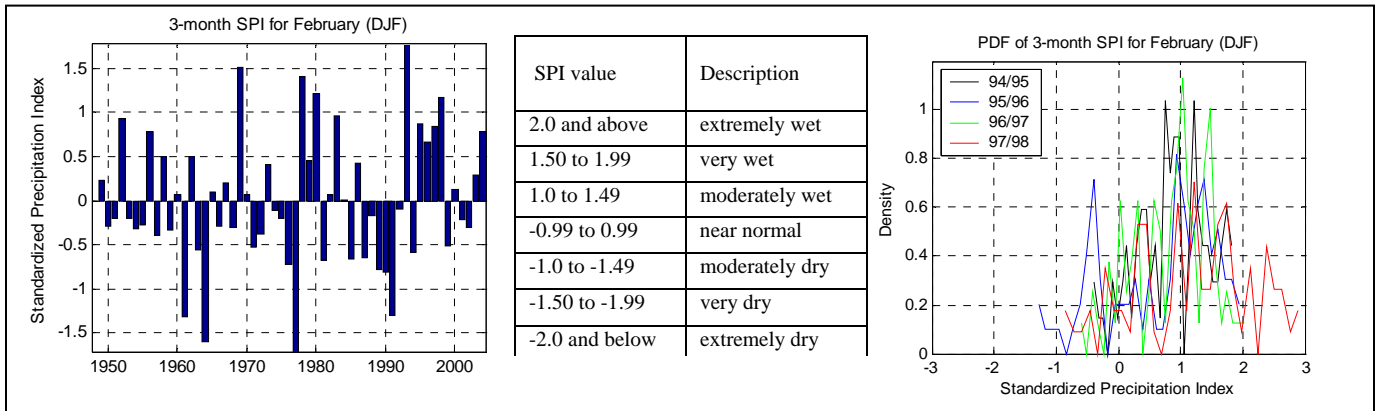 3-month SPI for February (DJF)
Standardized Precipitation Index
1.5
1
0.5
0
-0.5
-1
-1.5
1950 1960 1970 1980 1990 2000
SPI value Description
2.0 and above extremely wet
1.50 to 1.99 very wet
1.0 to 1.49 moderately wet
-0.99 to 0.99 near normal
-1.0 to -1.49 moderately dry
-1.50 to -1.99 very dry
-2.0 and below extremely dry
PDF of 3-month SPI for February (DJF)
94/95
95/96
96/97
97/98
Density
1
0.8
0.6
0.4
0.2
0
-3 -2 -1 0 1 2 3
Standardized Precipitation Index